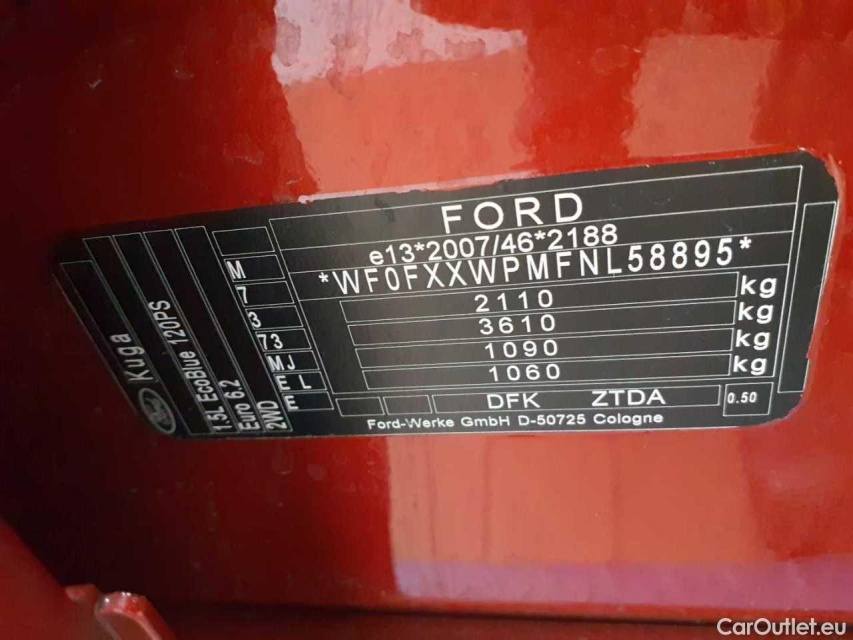 FORD
e13*2007/46*2188
*WF0FXXWPMFNL58895*
2110 kg
3610 kg
1090 kg
1060 kg
DFK ZTDA 0.50
Ford-Werke GmbH D-50725 Cologne
M
7
3
73
MJ
E L
E
Kuga
1.5L EcoBlue 120PS
Euro 6.2
2WD
Ford
CarOutlet.eu